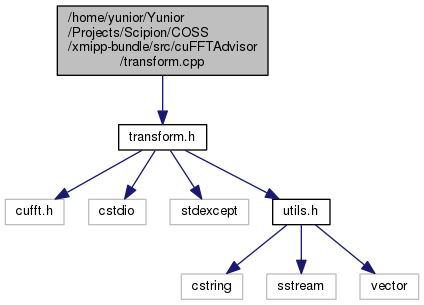 /home/yunior/Yunior
/Projects/Scipion/COSS
/xmipp-bundle/src/cuFFTAdvisor
/transform.cpp
transform.h
cufft.h
cstdio
stdexcept
utils.h
cstring
sstream
vector